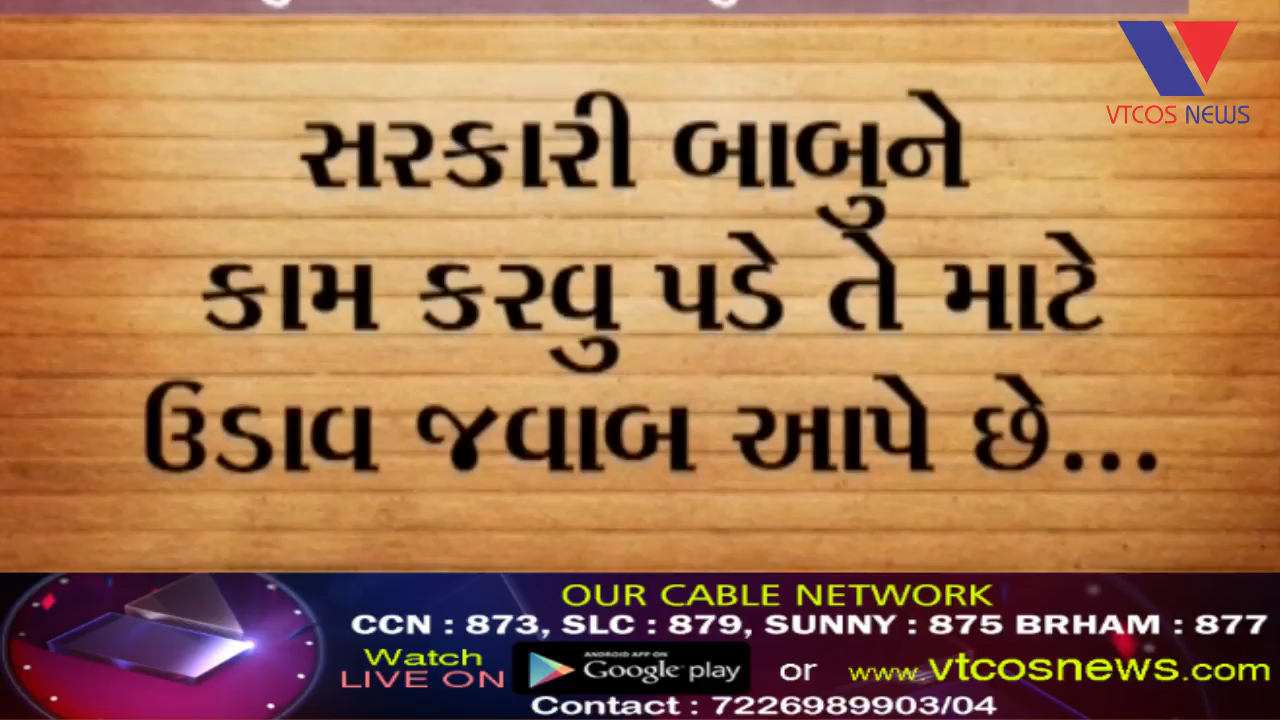 VTCOS NEWS
સરકારી બાબુને
કામ કરવુ પડે તે માટે
ઉડાવ જવાબ આપે છે...
OUR CABLE NETWORK
CCN : 873, SLC : 879, SUNNY : 875 BRHAM : 877
Watch LIVE ON ANDROID APP ON Google play or www.vtcosnews.com
Contact : 7226989903/04